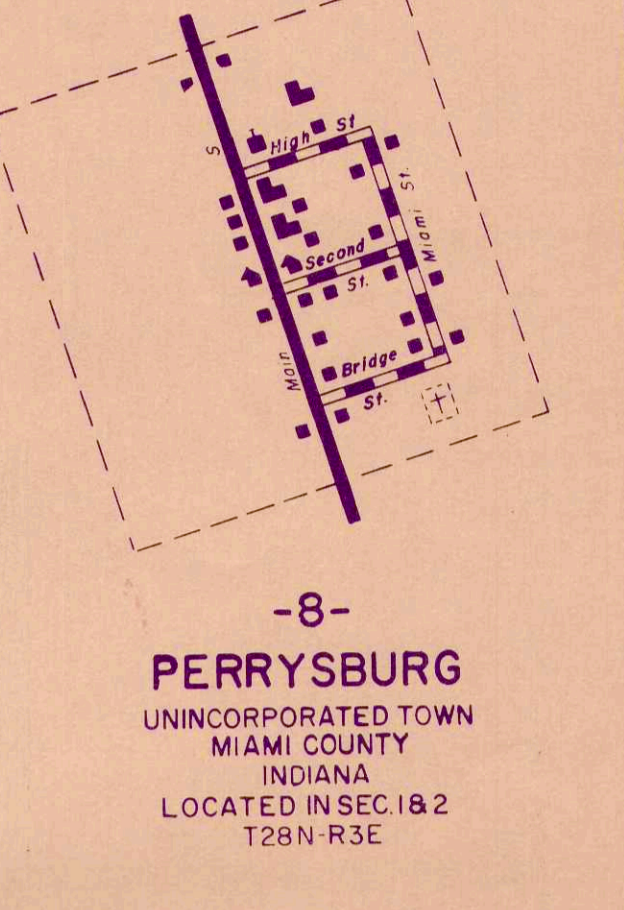 High St
S
Miami St.
Second
St.
Main
Bridge
St.
-8-
PERRYSBURG
UNINCORPORATED TOWN
MIAMI COUNTY
INDIANA
LOCATED IN SEC. 1 & 2
T28N-R3E